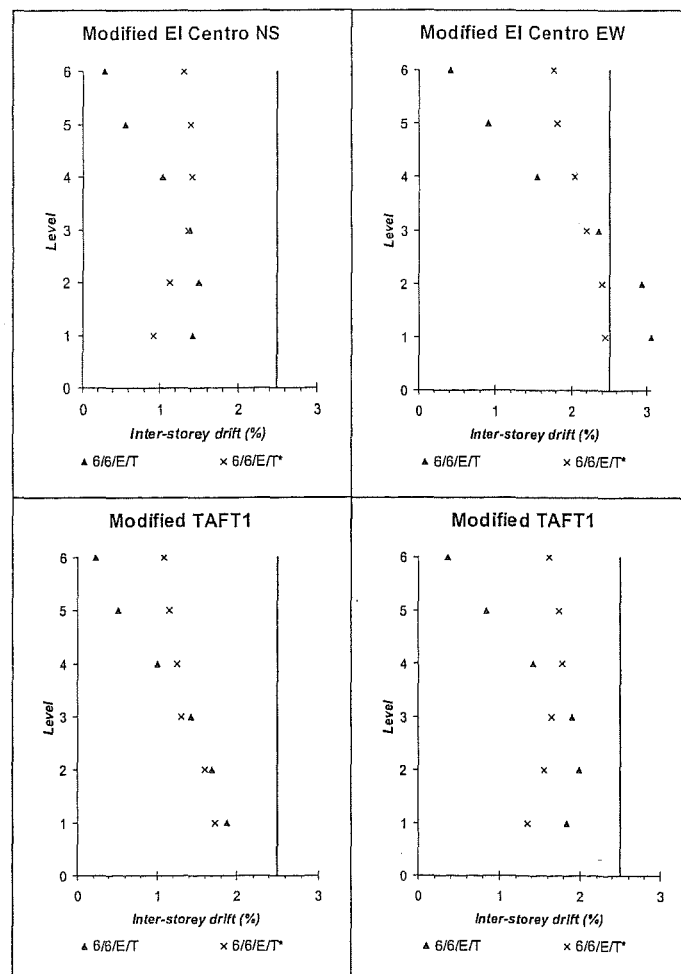 Modified El Centro NS
6
5
4
3
2
1
0
Level
0 1 2 3
Inter-storey drift (%)
▲ 6/6/E/T × 6/6/E/T*
Modified El Centro EW
6
5
4
3
2
1
0
Level
0 1 2 3
Inter-storey drift (%)
▲ 6/6/E/T × 6/6/E/T*
Modified TAFT1
6
5
4
3
2
1
0
Level
0 1 2 3
Inter-storey drift (%)
▲ 6/6/E/T × 6/6/E/T*
Modified TAFT1
6
5
4
3
2
1
0
Level
0 1 2 3
Inter-storey drift (%)
▲ 6/6/E/T × 6/6/E/T*